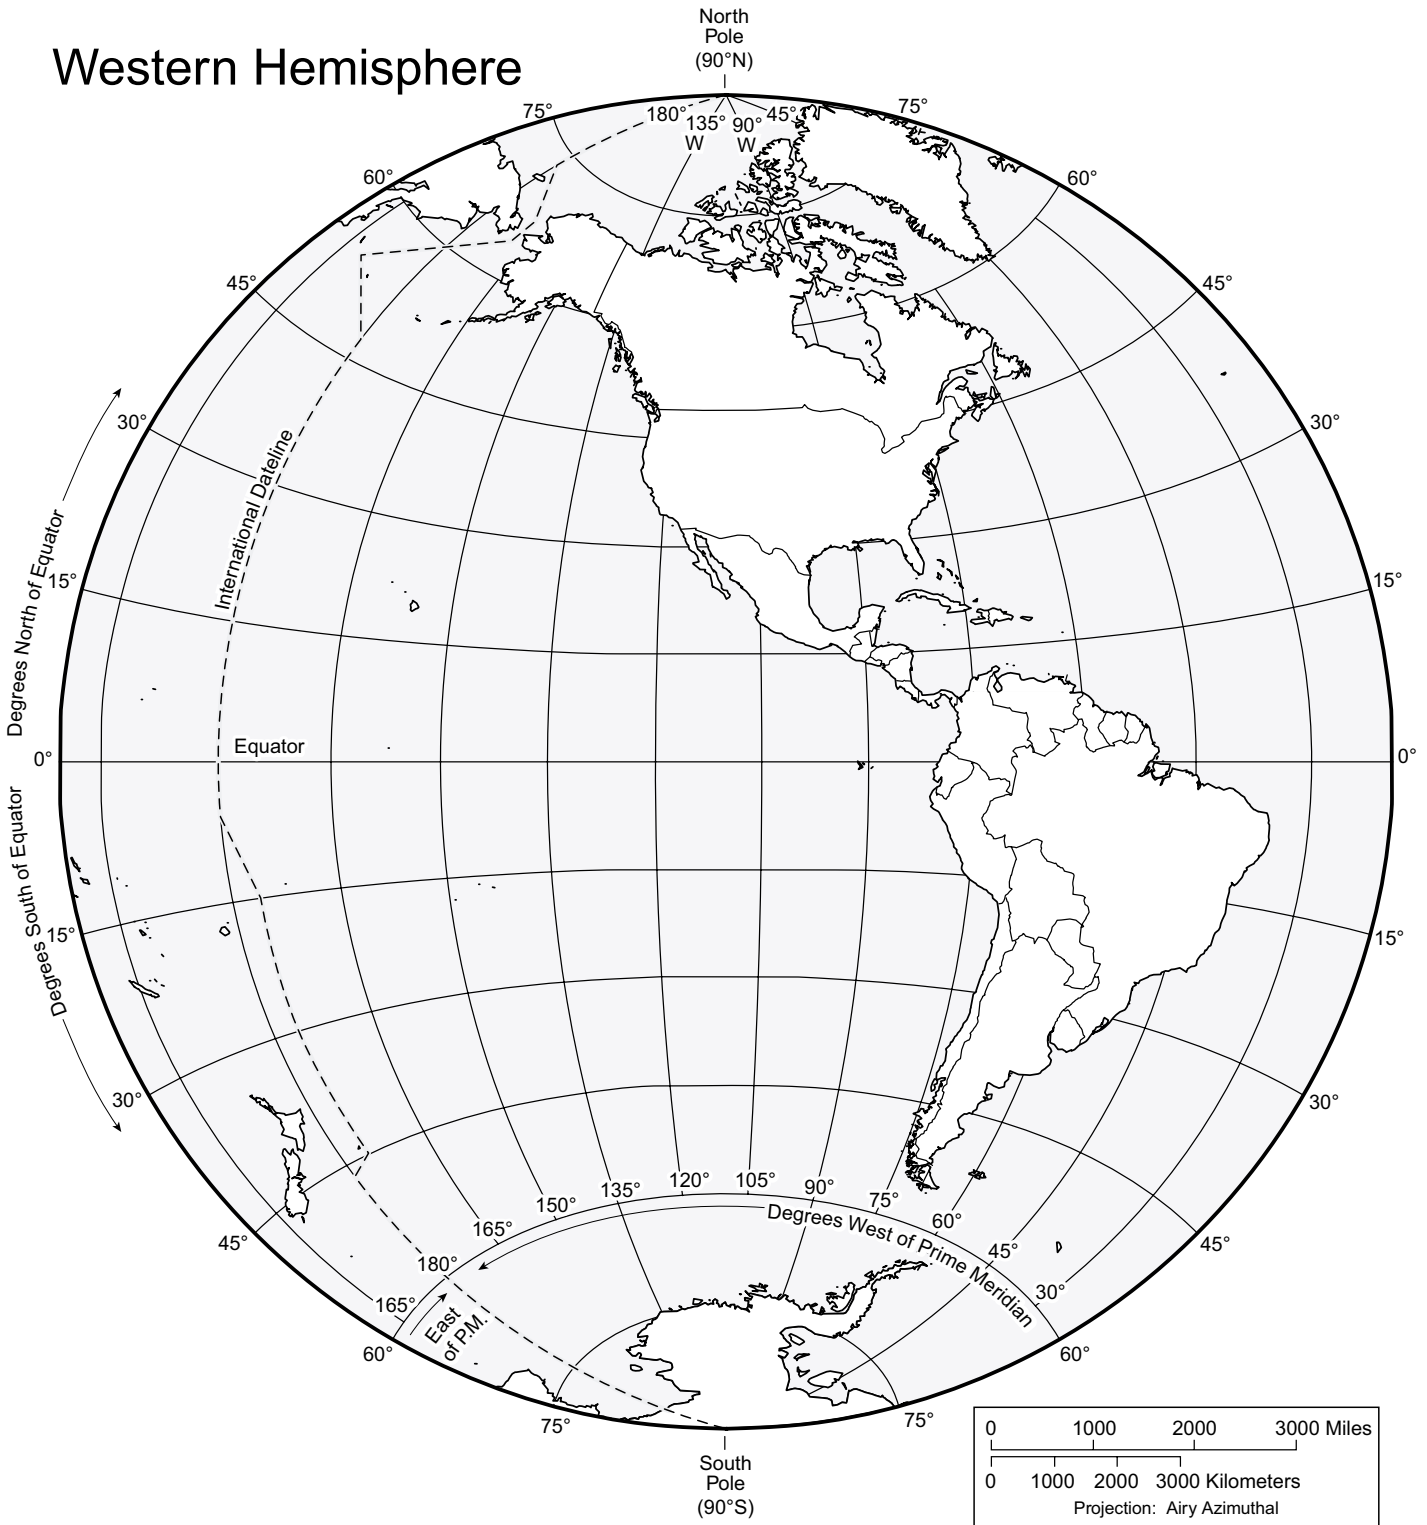 North
Pole
(90°N)
Western Hemisphere
75°
180°
135°
W
90°
W
45°
75°
60°
60°
45°
45°
30°
30°
International Dateline
Degrees North of Equator
15°
15°
Equator
0°
0°
Degrees South of Equator
15°
15°
30°
30°
45°
45°
180°
165°
150°
135°
120°
105°
90°
75°
60°
45°
30°
Degrees West of Prime Meridian
165°
East
of P.M.
60°
60°
75°
75°
South
Pole
(90°S)
0 1000 2000 3000 Miles
0 1000 2000 3000 Kilometers
Projection: Airy Azimuthal